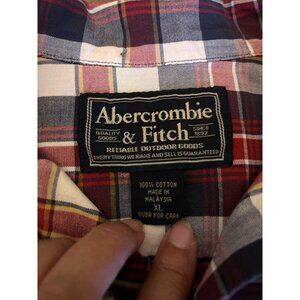 Abercrombie
& Fitch
QUALITY GOODS
SINCE 1892
RELIABLE OUTDOOR GOODS
EVERYTHING WE MAKE AND SELL IS GUARANTEED
100% COTTON
MADE IN
MALAYSIA
XL
OVER FOR CARE